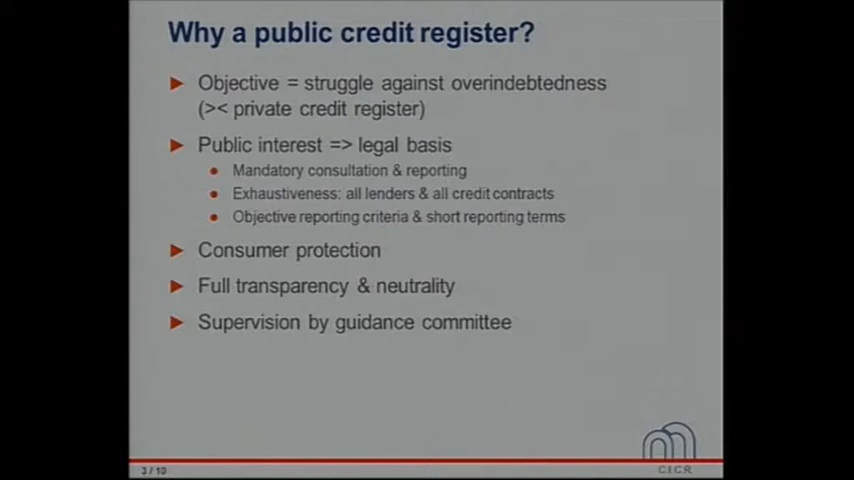 Why a public credit register?
► Objective = struggle against overindebtedness
(>< private credit register)
► Public interest => legal basis
• Mandatory consultation & reporting
• Exhaustiveness: all lenders & all credit contracts
• Objective reporting criteria & short reporting terms
► Consumer protection
► Full transparency & neutrality
► Supervision by guidance committee
3 / 10
C.I.C.R.